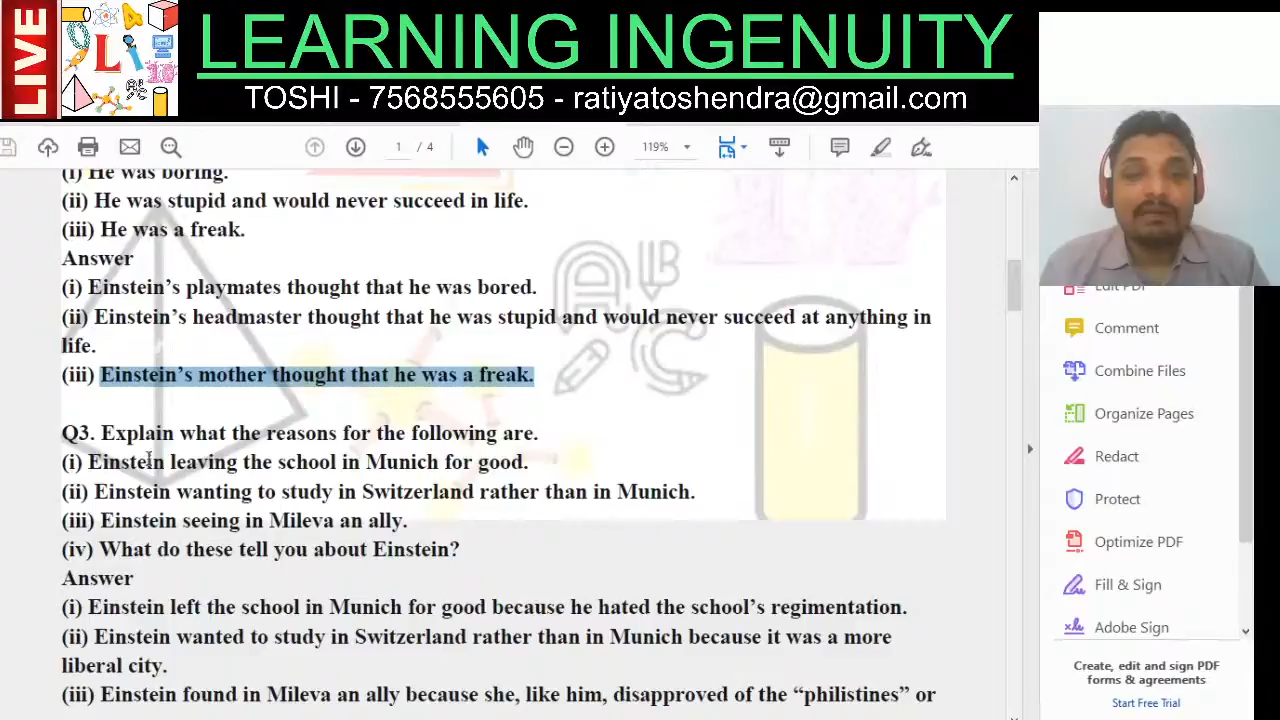 LIVE
LEARNING INGENUITY
TOSHI - 7568555605 - ratiyatoshendra@gmail.com
1 / 4
119%
(i) He was boring.
(ii) He was stupid and would never succeed in life.
(iii) He was a freak.
Answer
(i) Einstein’s playmates thought that he was bored.
(ii) Einstein’s headmaster thought that he was stupid and would never succeed at anything in
life.
(iii) Einstein’s mother thought that he was a freak.
Q3. Explain what the reasons for the following are.
(i) Einstein leaving the school in Munich for good.
(ii) Einstein wanting to study in Switzerland rather than in Munich.
(iii) Einstein seeing in Mileva an ally.
(iv) What do these tell you about Einstein?
Answer
(i) Einstein left the school in Munich for good because he hated the school’s regimentation.
(ii) Einstein wanted to study in Switzerland rather than in Munich because it was a more
liberal city.
(iii) Einstein found in Mileva an ally because she, like him, disapproved of the “philistines” or
Edit PDF
Comment
Combine Files
Organize Pages
Redact
Protect
Optimize PDF
Fill & Sign
Adobe Sign
Create, edit and sign PDF
forms & agreements
Start Free Trial